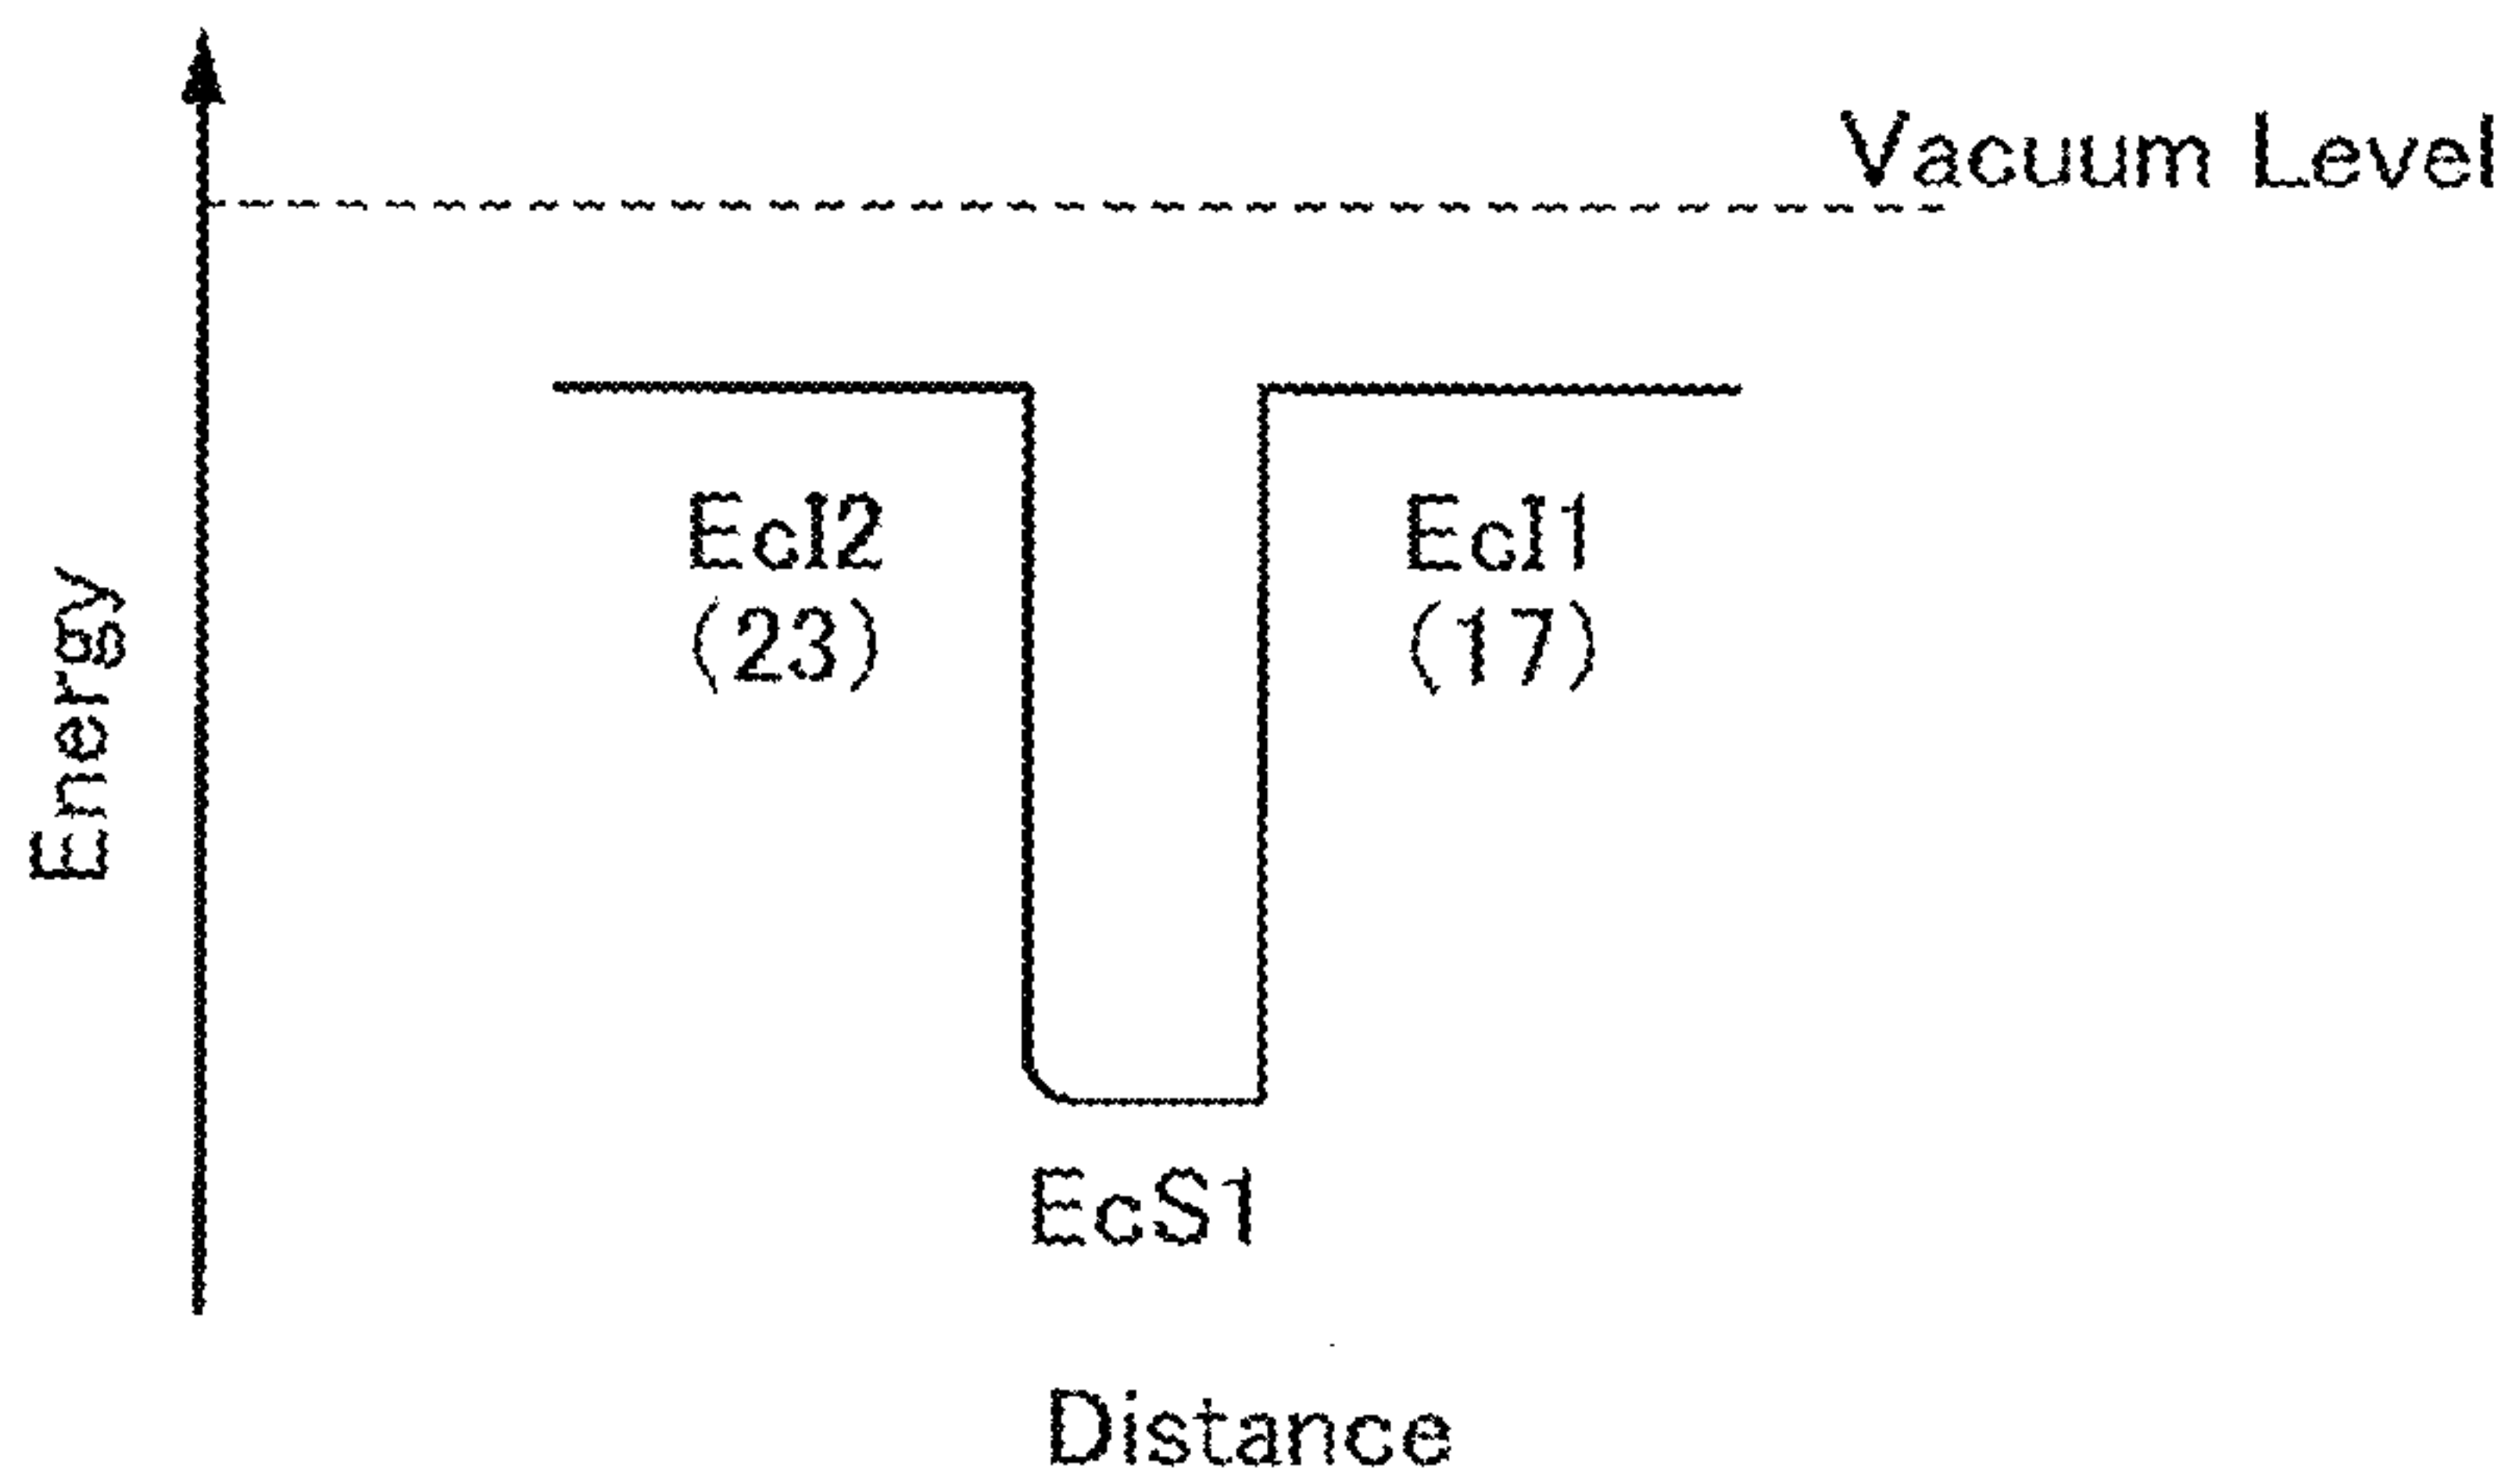 Vacuum Level
EcI2
(23)
EcI1
(17)
Energy
EcS1
Distance